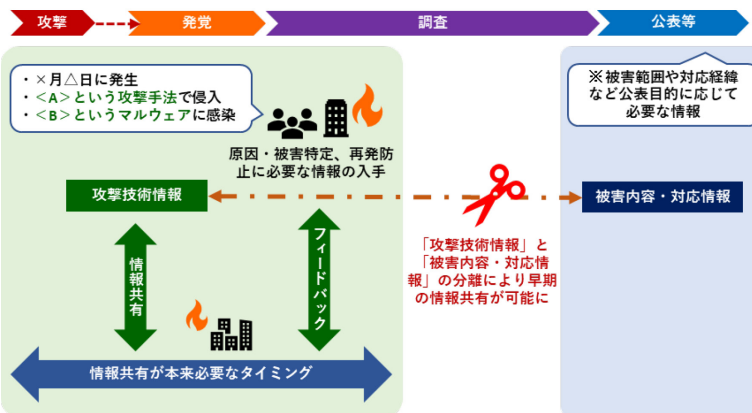 攻撃
発覚
調査
公表等
・×月△日に発生
・<A>という攻撃手法で侵入
・<B>というマルウェアに感染
※被害範囲や対応経緯
など公表目的に応じて
必要な情報
原因・被害特定、再発防
止に必要な情報の入手
攻撃技術情報
被害内容・対応情報
「攻撃技術情報」と
「被害内容・対応情
報」の分離により早期
の情報共有が可能に
情報共有
フィードバック
情報共有が本来必要なタイミング